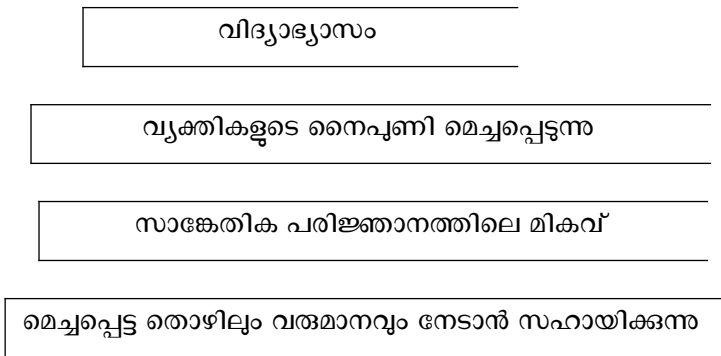 വിദ്യാഭ്യാസം
വ്യക്തികളുടെ നൈപുണി മെച്ചപ്പെടുന്നു
സാങ്കേതിക പരിജ്ഞാനത്തിലെ മികവ്
മെച്ചപ്പെട്ട തൊഴിലും വരുമാനവും നേടാൻ സഹായിക്കുന്നു